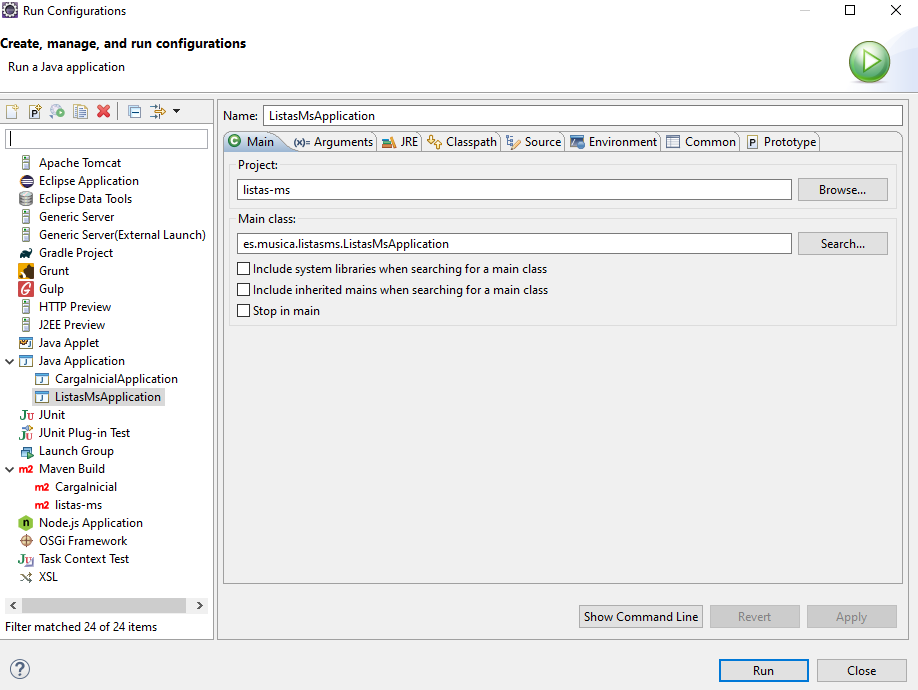 Run Configurations
Create, manage, and run configurations
Run a Java application
Apache Tomcat
Eclipse Application
Eclipse Data Tools
Generic Server
Generic Server(External Launch)
Gradle Project
Grunt
Gulp
HTTP Preview
J2EE Preview
Java Applet
Java Application
CargaInicialApplication
ListasMsApplication
JUnit
JUnit Plug-in Test
Launch Group
Maven Build
CargaInicial
listas-ms
Node.js Application
OSGi Framework
Task Context Test
XSL
Filter matched 24 of 24 items
Name: ListasMsApplication
Main (x)= Arguments JRE Classpath Source Environment Common Prototype
Project:
listas-ms Browse...
Main class:
es.musica.listasms.ListasMsApplication Search...
Include system libraries when searching for a main class
Include inherited mains when searching for a main class
Stop in main
Show Command Line Revert Apply
Run Close